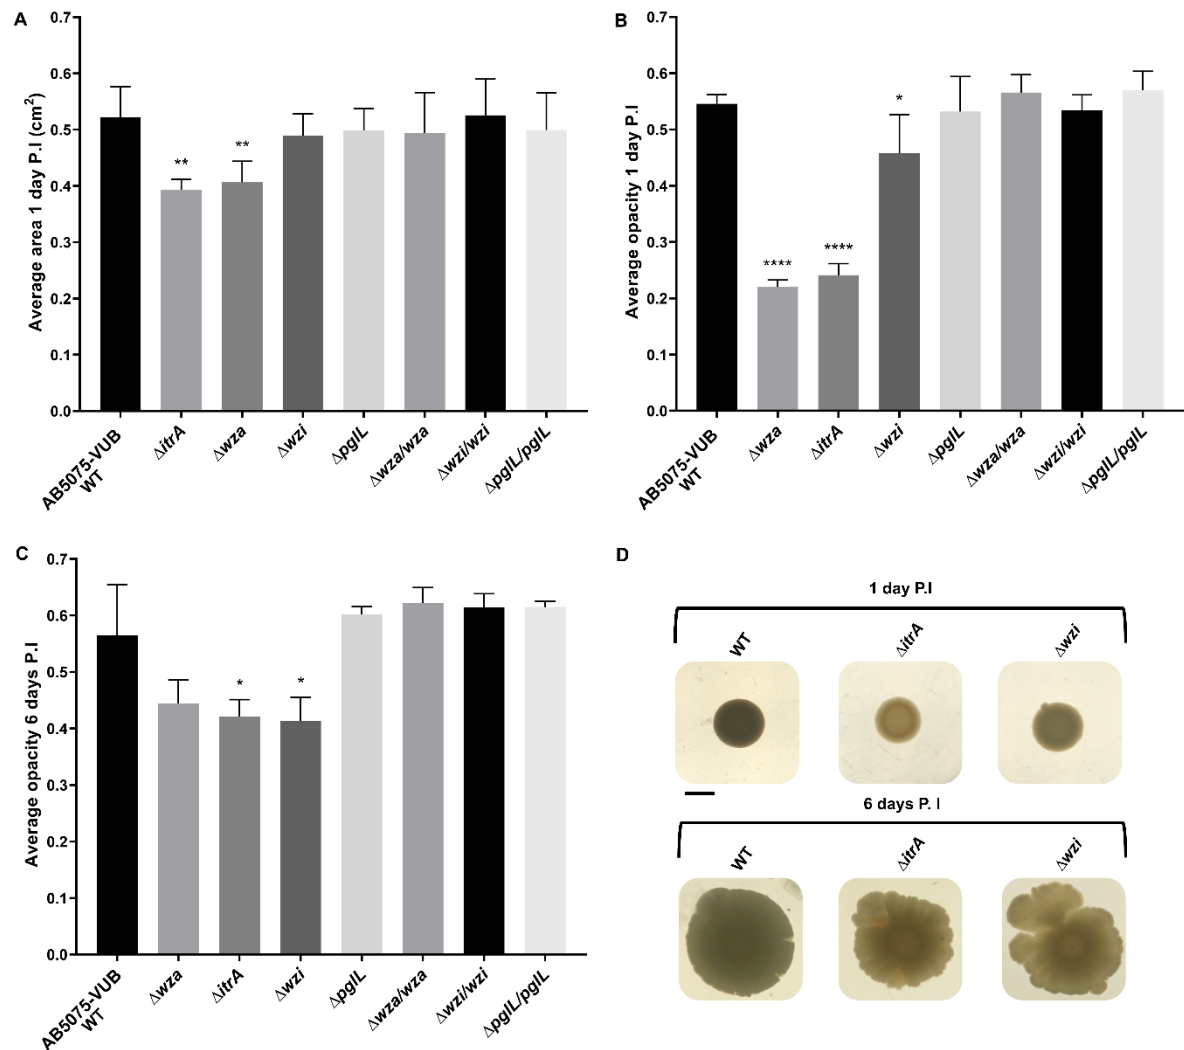 A
0.7
0.6
0.5
0.4
0.3
0.2
0.1
0.0
Average area 1 day P.I (cm²)
**
**
AB5075-VUB
WT
ΔitrA
Δwza
Δwzi
ΔpglL
Δwza/wza
Δwzi/wzi
ΔpglL/pglL
B
0.7
0.6
0.5
0.4
0.3
0.2
0.1
0.0
Average opacity 1 day P.I
****
****
*
AB5075-VUB
WT
Δwza
ΔitrA
Δwzi
ΔpglL
Δwza/wza
Δwzi/wzi
ΔpglL/pglL
C
0.7
0.6
0.5
0.4
0.3
0.2
0.1
0.0
Average opacity 6 days P.I
*
*
AB5075-VUB
WT
Δwza
ΔitrA
Δwzi
ΔpglL
Δwza/wza
Δwzi/wzi
ΔpglL/pglL
D
1 day P.I
WT
ΔitrA
Δwzi
6 days P. I
WT
ΔitrA
Δwzi